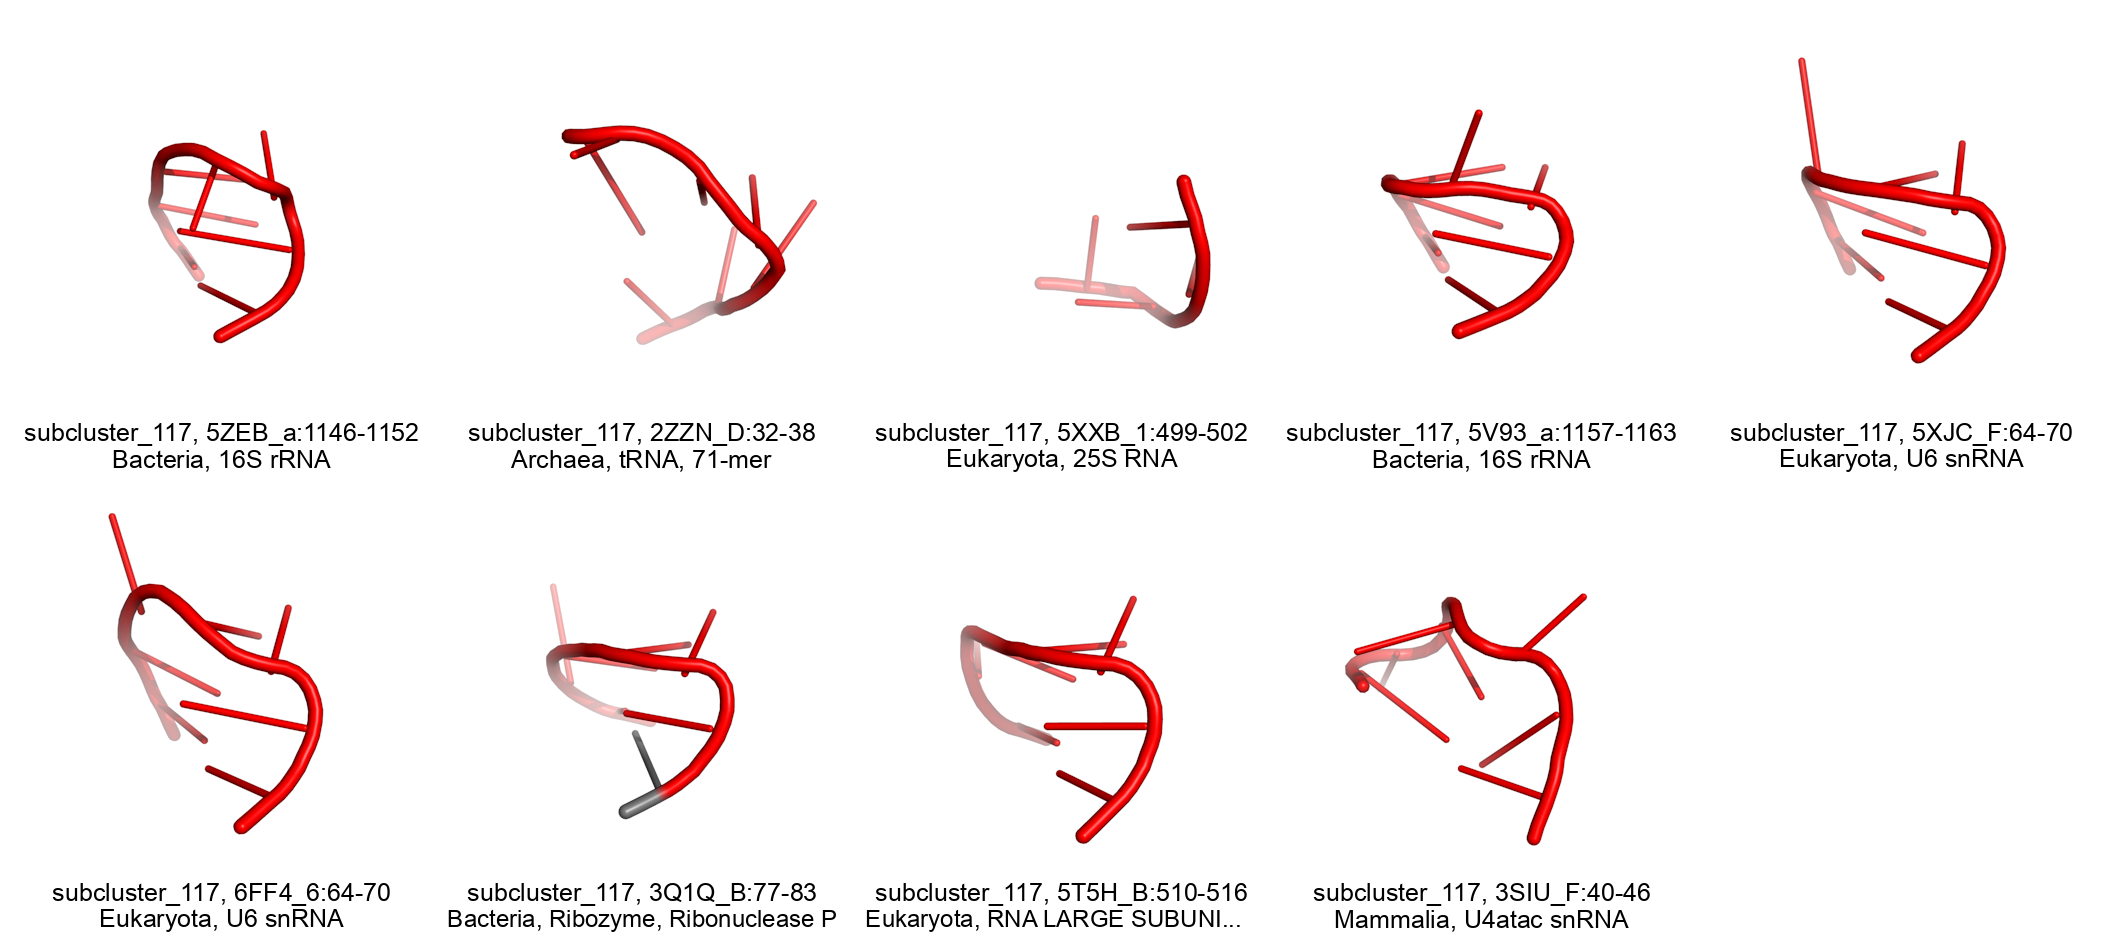 subcluster_117, 5ZEB_a:1146-1152
Bacteria, 16S rRNA
subcluster_117, 2ZZN_D:32-38
Archaea, tRNA, 71-mer
subcluster_117, 5XXB_1:499-502
Eukaryota, 25S RNA
subcluster_117, 5V93_a:1157-1163
Bacteria, 16S rRNA
subcluster_117, 5XJC_F:64-70
Eukaryota, U6 snRNA
subcluster_117, 6FF4_6:64-70
Eukaryota, U6 snRNA
subcluster_117, 3Q1Q_B:77-83
Bacteria, Ribozyme, Ribonuclease P
subcluster_117, 5T5H_B:510-516
Eukaryota, RNA LARGE SUBUNI...
subcluster_117, 3SIU_F:40-46
Mammalia, U4atac snRNA